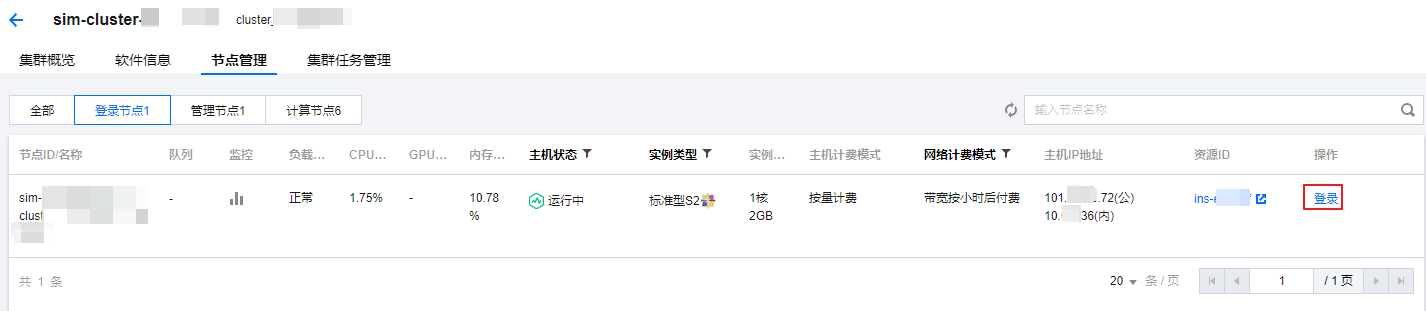 sim-cluster- cluster_
集群概览 软件信息 节点管理 集群任务管理
全部 登录节点1 管理节点1 计算节点6 输入节点名称
节点ID/名称 队列 监控 负载... CPU... GPU... 内存... 主机状态 实例类型 实例... 主机计费模式 网络计费模式 主机IP地址 资源ID 操作
sim- - 正常 1.75% - 10.78 运行中 标准型S2 1核 按量计费 带宽按小时后付费 101. .72(公) ins- 登录
clust % 2GB 10. 36(内)
共 1 条 20 条 / 页 1 / 1 页